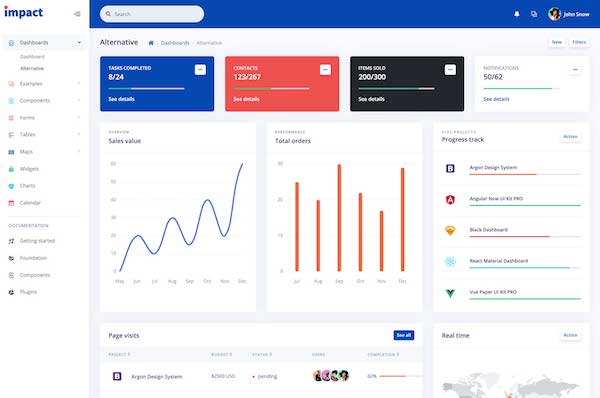 impact
Search
John Snow
Dashboards
Dashboard
Alternative
Examples
Components
Forms
Tables
Maps
Widgets
Charts
Calendar
DOCUMENTATION
Getting started
Foundation
Components
Plugins
Alternative
Dashboards - Alternative
New
Filters
TASKS COMPLETED
8/24
See details
CONTACTS
123/267
See details
ITEMS SOLD
200/300
See details
NOTIFICATIONS
50/62
See details
OVERVIEW
Sales value
60
50
40
30
20
10
0
May Jun Jul Aug Sep Oct Nov Dec
PERFORMANCE
Total orders
30
20
10
0
Jul Aug Sep Oct Nov Dec
Progress track
Action
Argon Design System
Angular Now UI Kit PRO
Black Dashboard
React Material Dashboard
Vue Paper UI Kit PRO
Page visits
See all
PROJECT BUDGET STATUS USERS COMPLETION
Argon Design System $2500 USD pending 60%
Real time
Action